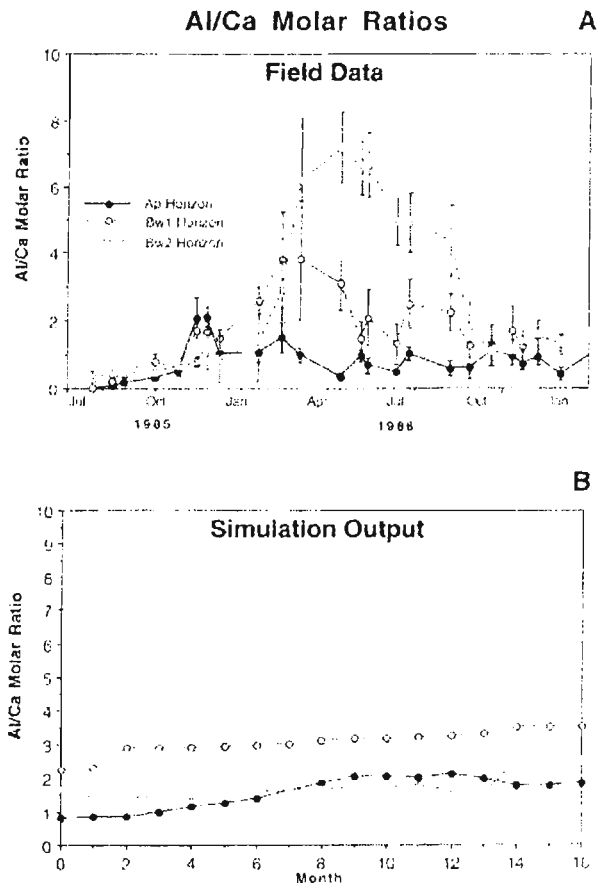 Al/Ca Molar Ratios
A
Field Data
10
8
6
4
2
0
Al/Ca Molar Ratio
Ap Horizon
Bw1 Horizon
Bw2 Horizon
Jul Oct Jan Apr Jul Oct Jan
1985 1986
B
Simulation Output
10
9
8
7
6
5
4
3
2
1
0
Al/Ca Molar Ratio
0 2 4 6 8 10 12 14 16
Month